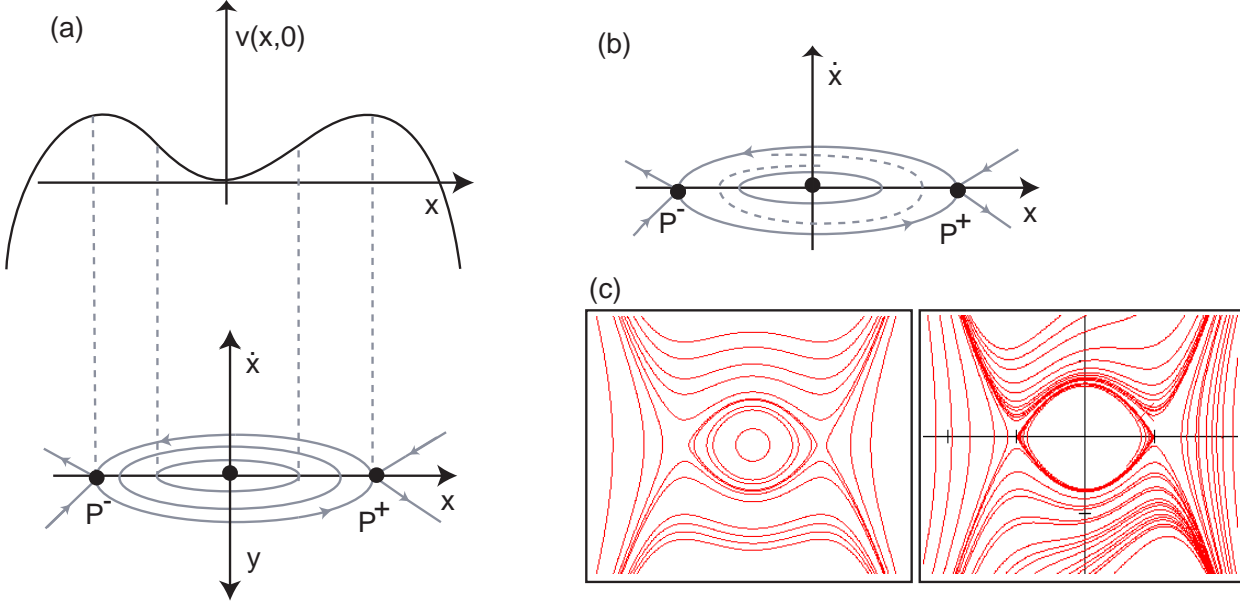 (a)
v(x,0)
x
ẋ
P-
P+
x
y
(b)
ẋ
P-
P+
x
(c)